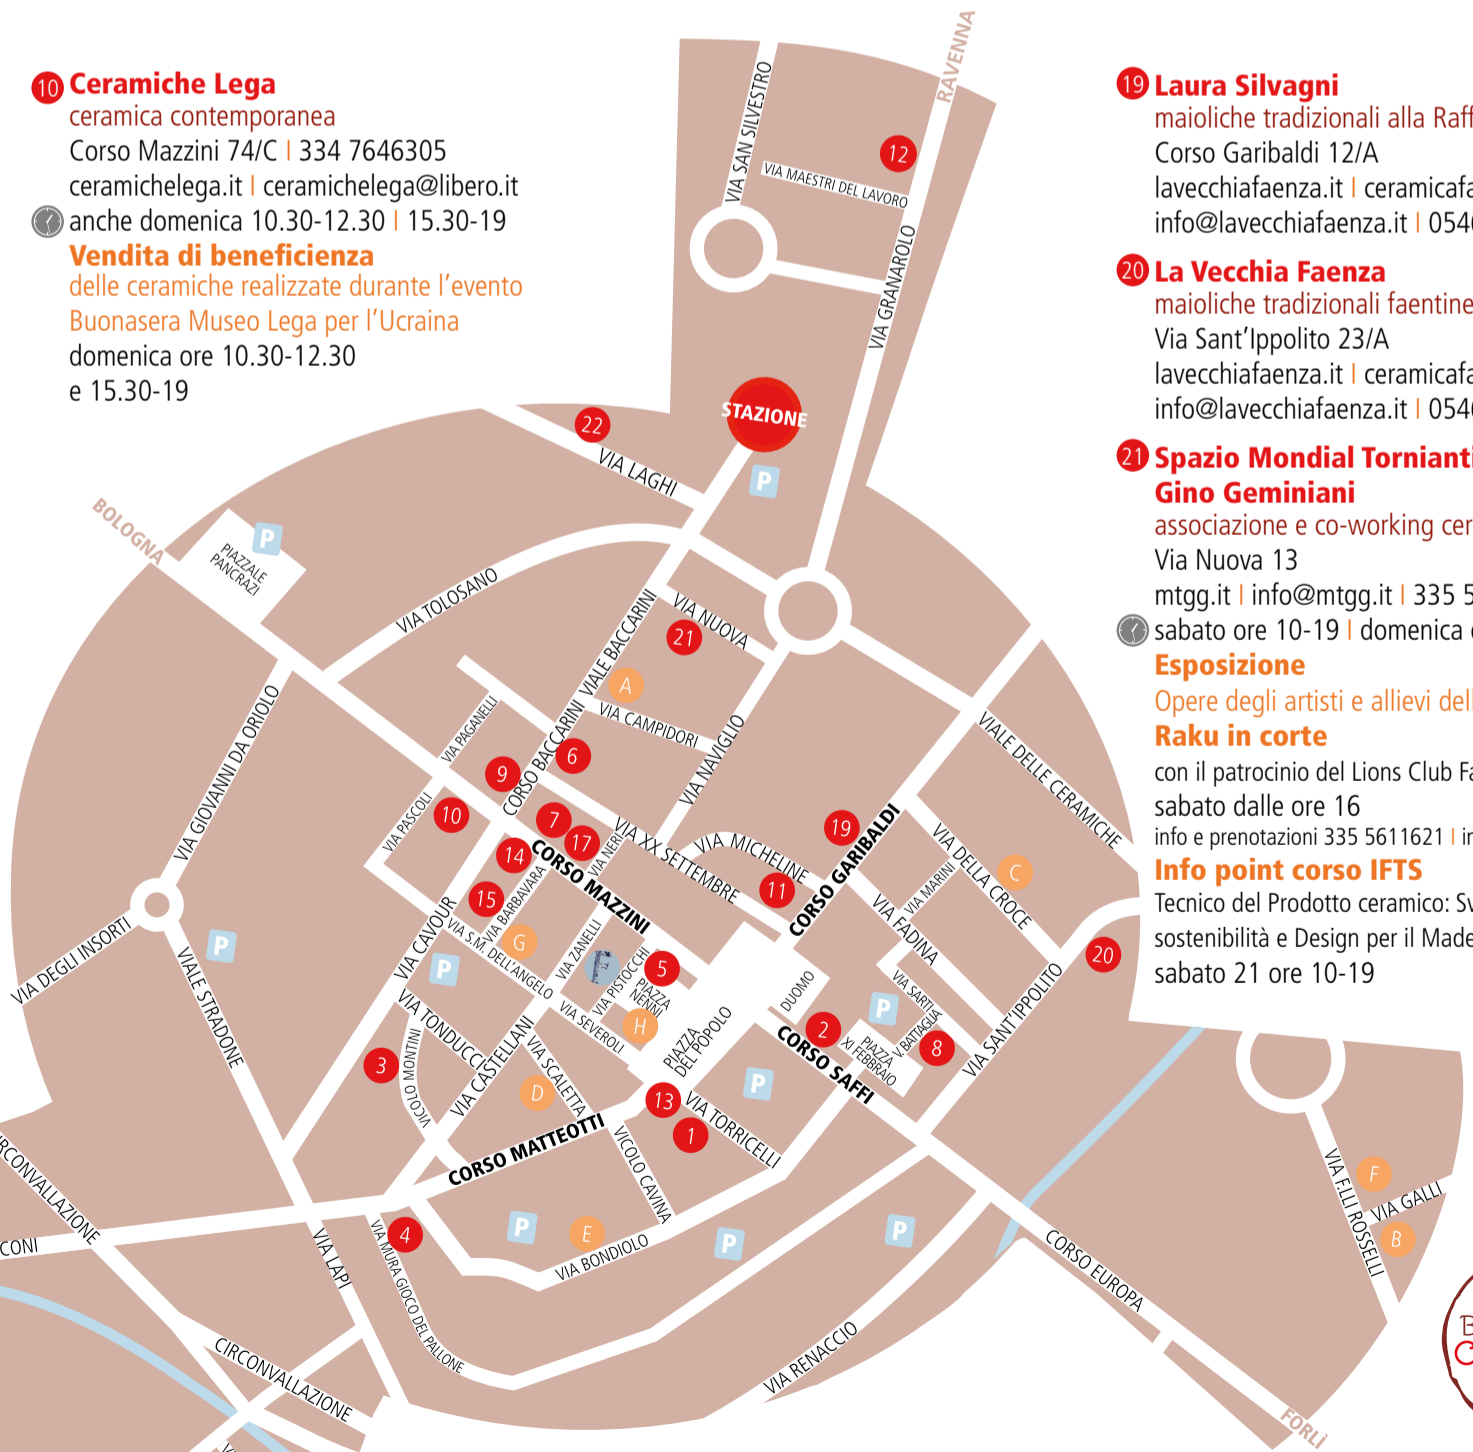 10 Ceramiche Lega
ceramica contemporanea
Corso Mazzini 74/C | 334 7646305
ceramichelega.it | ceramichelega@libero.it
anche domenica 10.30-12.30 | 15.30-19
Vendita di beneficienza
delle ceramiche realizzate durante l'evento
Buonasera Museo Lega per l'Ucraina
domenica ore 10.30-12.30
e 15.30-19
19 Laura Silvagni
maioliche tradizionali alla Raff
Corso Garibaldi 12/A
lavecchiafaenza.it | ceramicafa
info@lavecchiafaenza.it | 054
20 La Vecchia Faenza
maioliche tradizionali faentine
Via Sant'Ippolito 23/A
lavecchiafaenza.it | ceramicafa
info@lavecchiafaenza.it | 054
21 Spazio Mondial Tornianti
Gino Geminiani
associazione e co-working cer
Via Nuova 13
mtgg.it | info@mtgg.it | 335 5
sabato ore 10-19 | domenica
Esposizione
Opere degli artisti e allievi dell
Raku in corte
con il patrocinio del Lions Club Fa
sabato dalle ore 16
info e prenotazioni 335 5611621 | in
Info point corso IFTS
Tecnico del Prodotto ceramico: Sv
sostenibilità e Design per il Made
sabato 21 ore 10-19
RAVENNA
VIA SAN SILVESTRO
12
VIA MAESTRI DEL LAVORO
VIA GRANAROLO
STAZIONE
P
22
VIA LAGHI
BOLOGNA
P
PIAZZALE
PANCRAZI
VIA TOLOSANO
VIALE BACCARINI
VIA NUOVA
21
A
VIA CAMPIDORI
VIA NAVIGLIO
VIA GIOVANNI DA ORIOLO
VIA PAGANELLI
CORSO BACCARINI
6
9
10
VIA PASCOLI
7
17
14
15
CORSO MAZZINI
VIA NERI
VIA BARBAVARA
VIA XX SETTEMBRE
VIA MICHELINE
19
11
CORSO GARIBALDI
VIALE DELLE CERAMICHE
VIA DELLA CROCE
C
VIA MARINI
VIA FADINA
20
VIA SANT'IPPOLITO
VIA DEGLI INSORTI
P
VIALE STRADONE
VIA CAVOUR
P
VIA S.M. DELL'ANGELO
G
VIA ZANELLI
F
VIA PISTOCCHI
5
PIAZZA
NENNI
H
VIA SEVEROLI
PIAZZA
DEL POPOLO
DUOMO
P
VIA SARTI
V. BATTAGLIA
8
2
PIAZZA
XI FEBBRAIO
CORSO SAFFI
VIA TONDUCCI
3
VICOLO MONTINI
VIA CASTELLANI
VIA SCALETTA
D
CORSO MATTEOTTI
13
1
VIA TORRICELLI
P
VICOLO CAVINA
4
VIA MURA GIOCO DEL PALLONE
P
E
VIA BONDIOLO
P
P
VIA RENACCIO
CORSO EUROPA
FORLÌ
VIA F.LLI ROSSELLI
F
VIA GALLI
B
IRCONVALLAZIONE
CONI
VIA LAPI
CIRCONVALLAZIONE
B
C